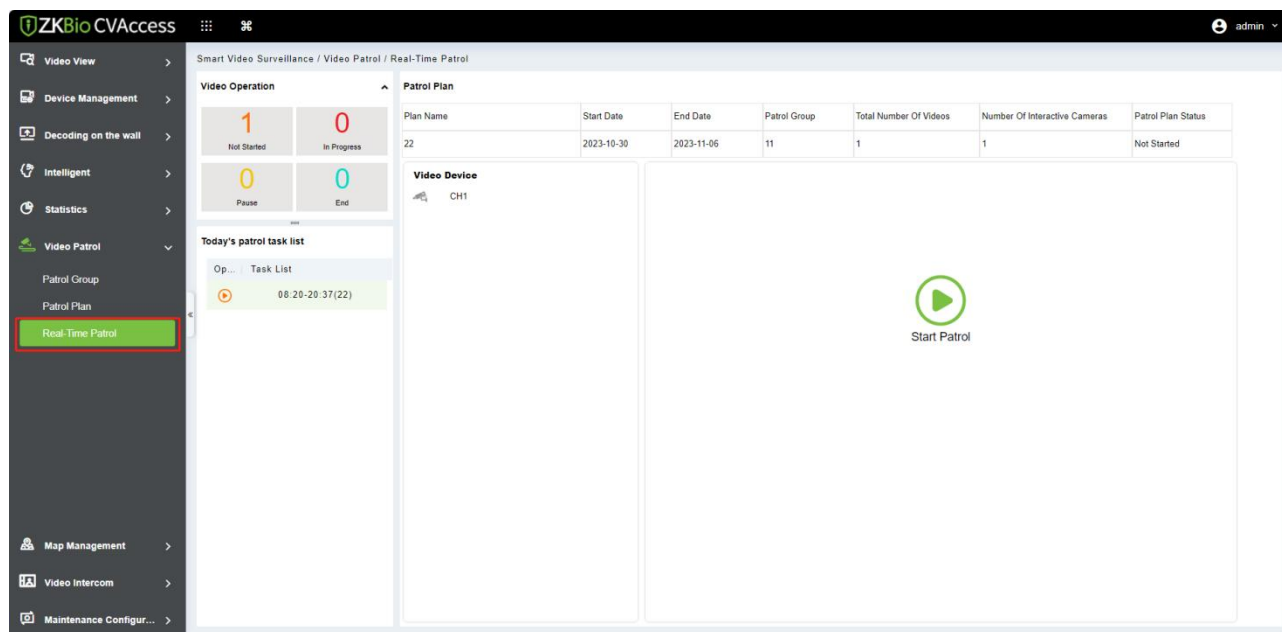 ZKBio CVAccess
admin
Video View
Device Management
Decoding on the wall
Intelligent
Statistics
Video Patrol
Patrol Group
Patrol Plan
Real-Time Patrol
Map Management
Video Intercom
Maintenance Configur...
Smart Video Surveillance / Video Patrol / Real-Time Patrol
Video Operation
1 0
Not Started In Progress
0 0
Pause End
Today's patrol task list
Op... Task List
08:20-20:37(22)
Patrol Plan
Plan Name Start Date End Date Patrol Group Total Number Of Videos Number Of Interactive Cameras Patrol Plan Status
22 2023-10-30 2023-11-06 11 1 1 Not Started
Video Device
CH1
Start Patrol